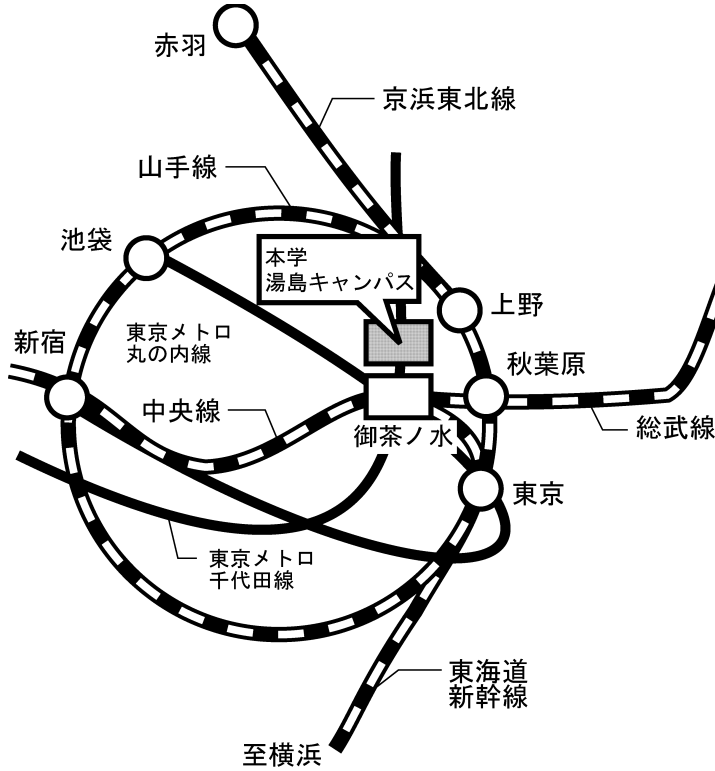 赤羽
京浜東北線
山手線
池袋
本学
湯島キャンパス
上野
東京メトロ
丸の内線
新宿
秋葉原
中央線
御茶ノ水
総武線
東京
東京メトロ
千代田線
東海道
新幹線
至横浜